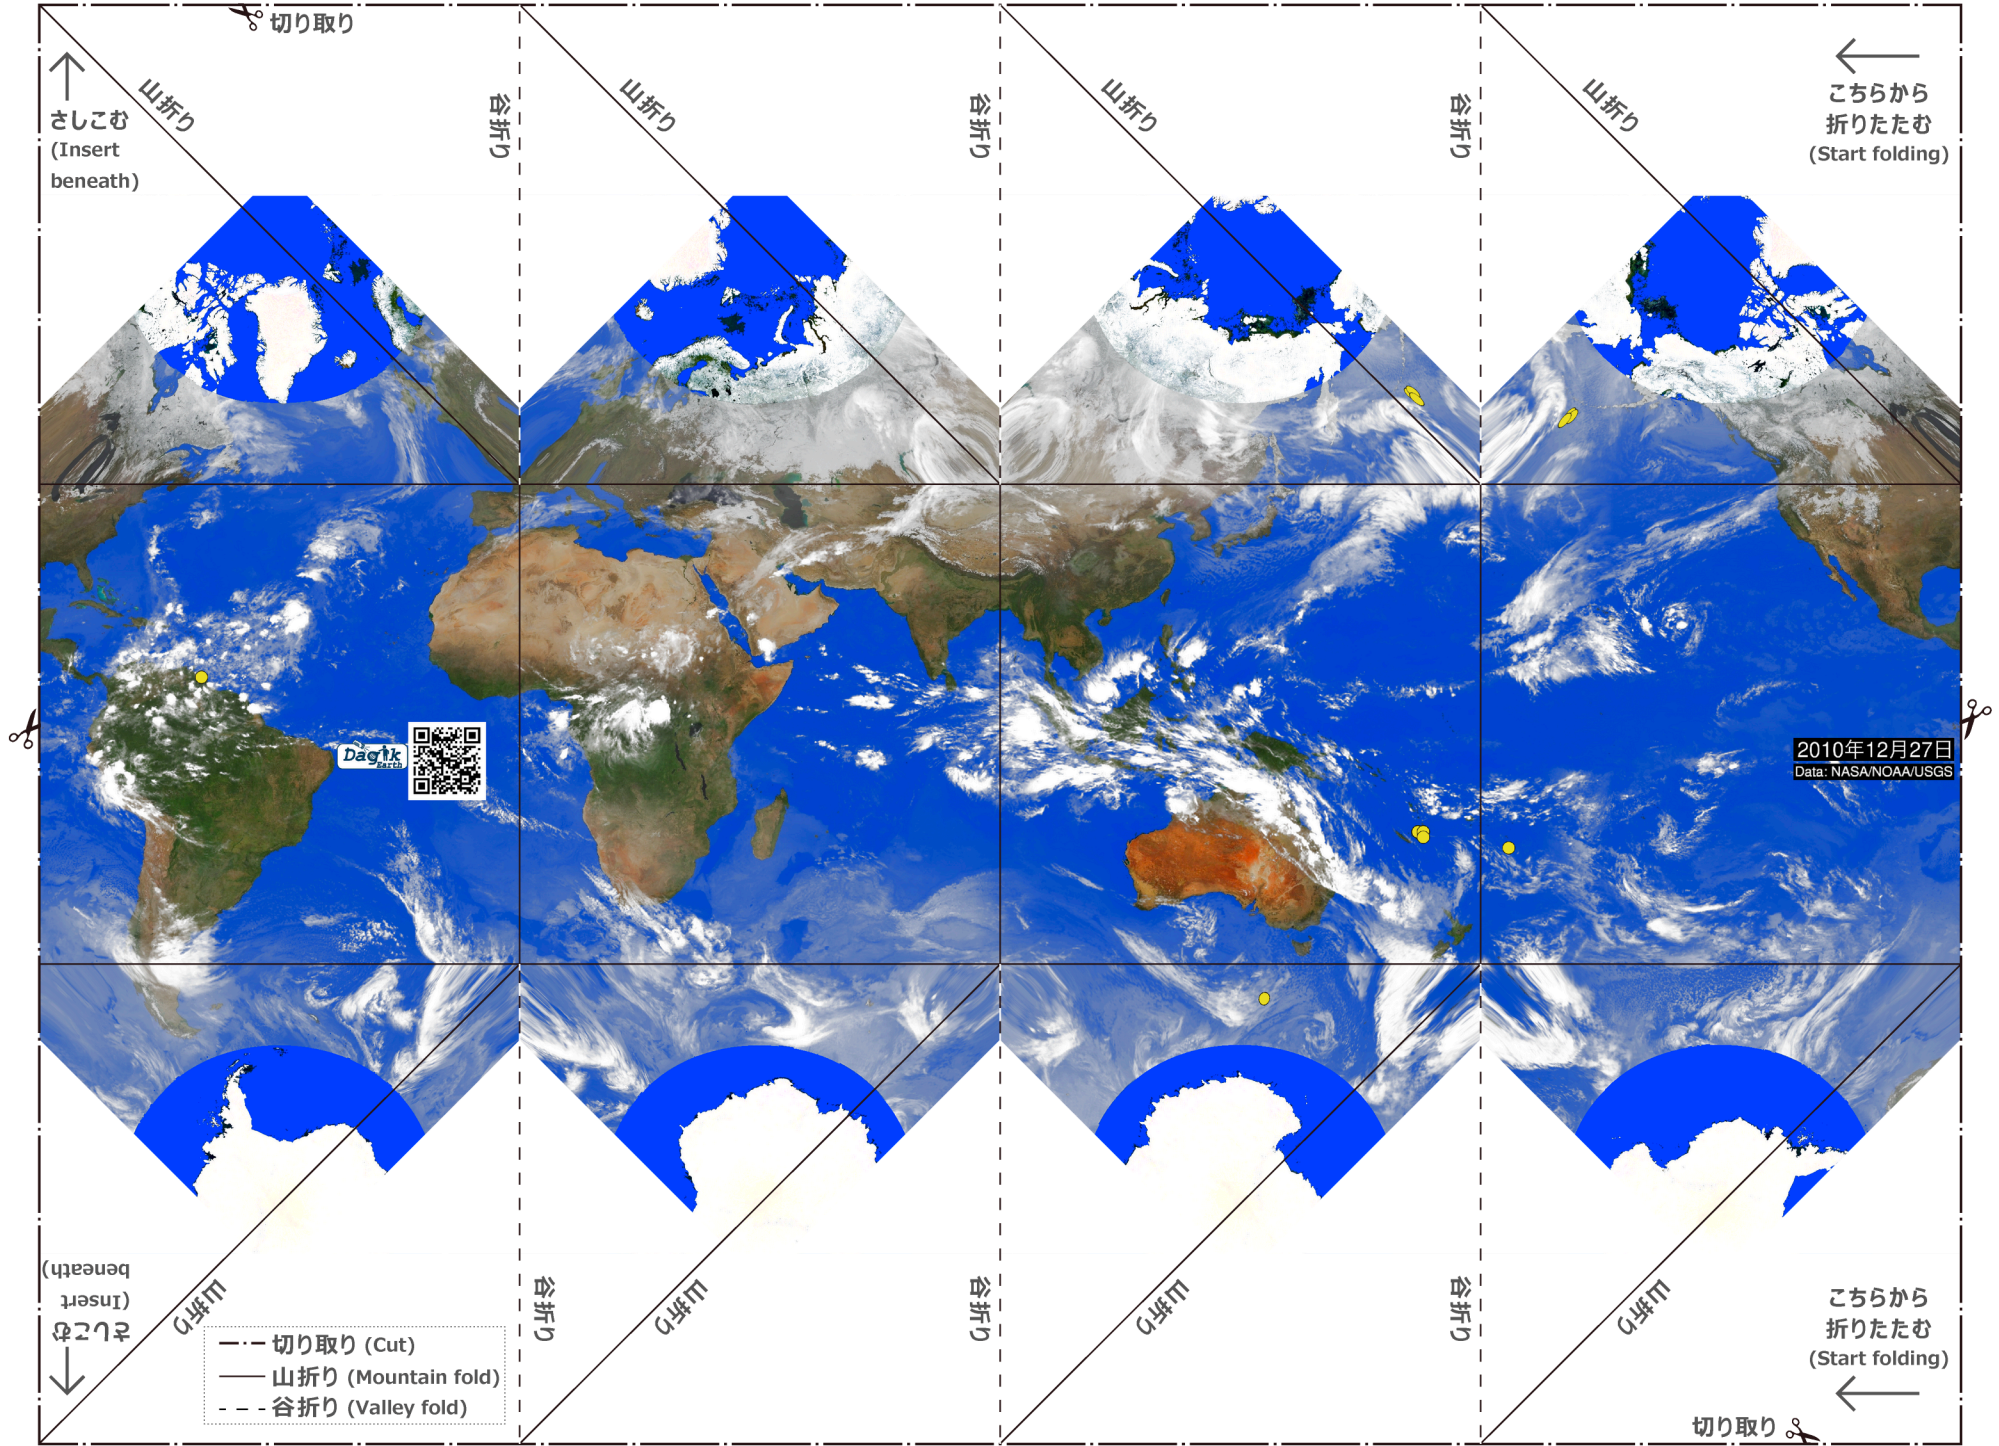 切り取り
さしこむ
(Insert
beneath)
山折り
谷折り
山折り
谷折り
山折り
谷折り
山折り
こちらから
折りたたむ
(Start folding)
Dagik
Earth
2010年12月27日
Data: NASA/NOAA/USGS
さしこむ
(Insert
beneath)
山折り
谷折り
山折り
谷折り
山折り
谷折り
山折り
こちらから
折りたたむ
(Start folding)
切り取り (Cut)
山折り (Mountain fold)
谷折り (Valley fold)
切り取り